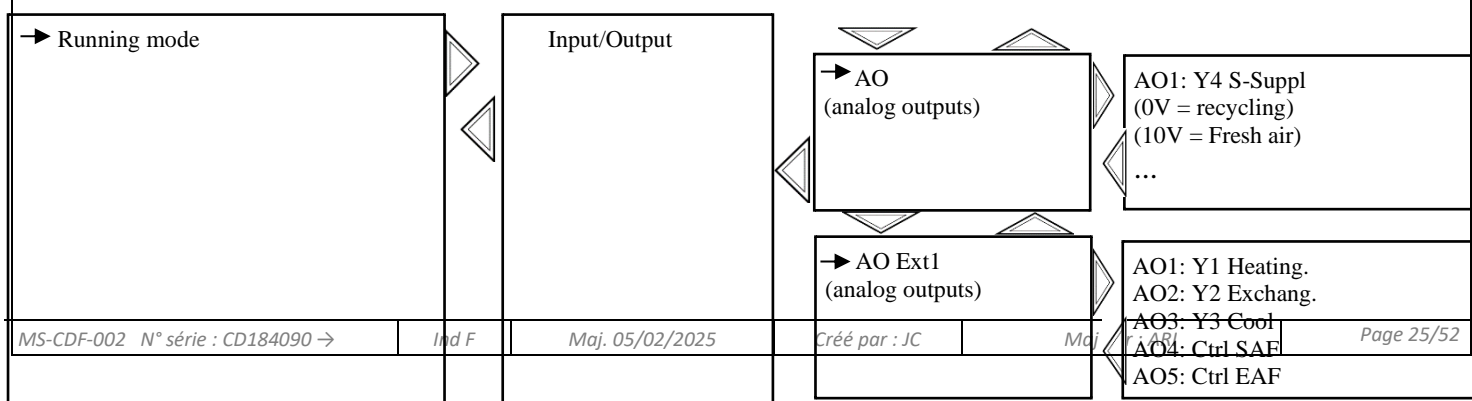 Running mode
Input/Output
AO
(analog outputs)
AO1: Y4 S-Suppl
(0V = recycling)
(10V = Fresh air)
...
AO Ext1
(analog outputs)
AO1: Y1 Heating.
AO2: Y2 Exchang.
AO3: Y3 Cool
AO4: Ctrl SAF
AO5: Ctrl EAF
MS-CDF-002 N° série : CD184090 →
Ind F
Maj. 05/02/2025
Créé par : JC
Maj
Page 25/52